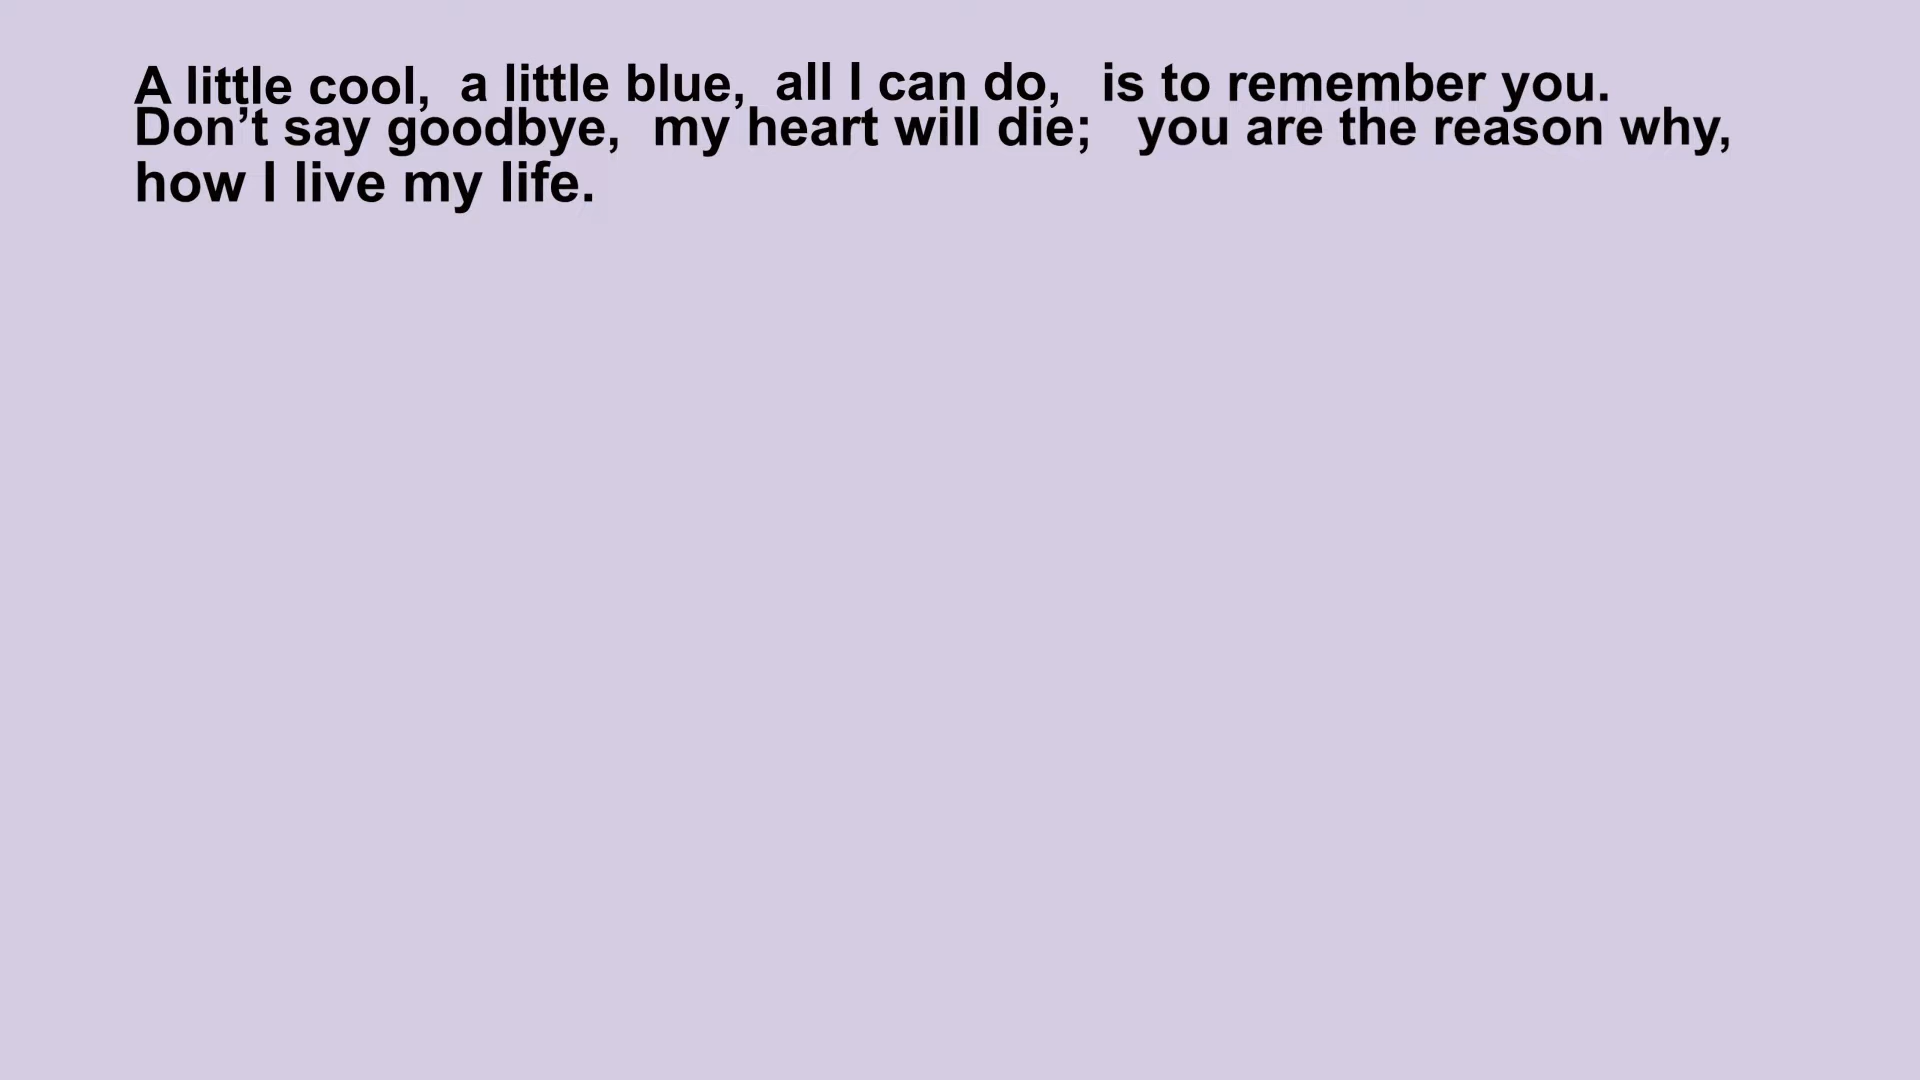 A little cool, a little blue, all I can do, is to remember you.
Don’t say goodbye, my heart will die; you are the reason why,
how I live my life.